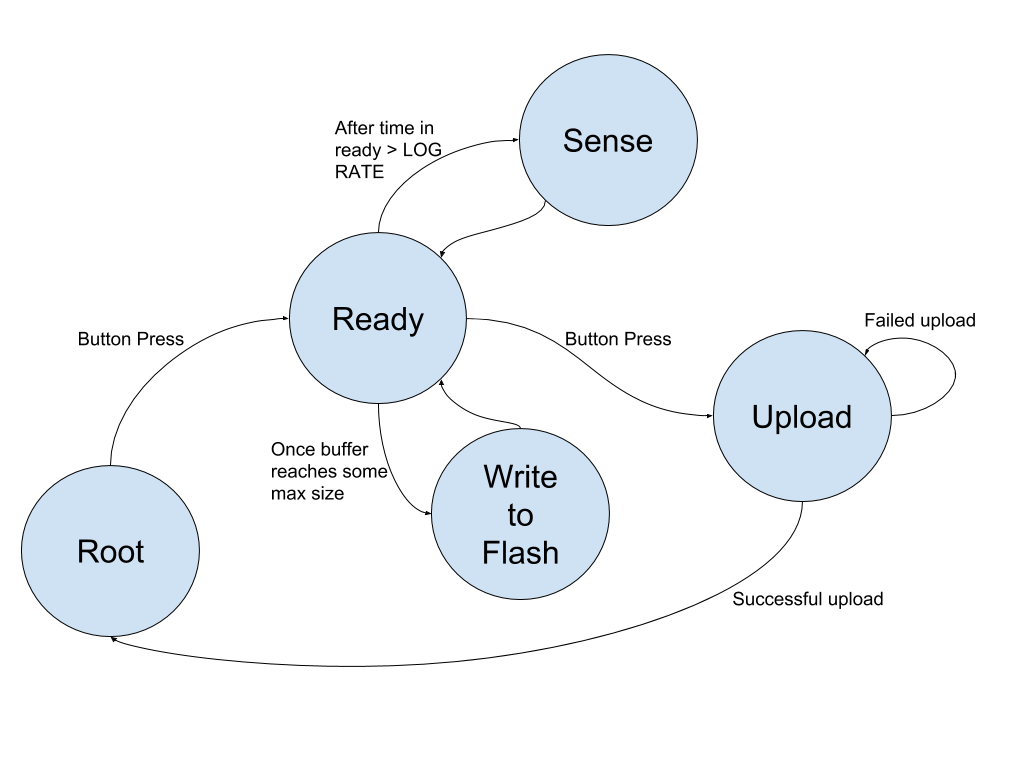 After time in
ready > LOG
RATE
Sense
Ready
Button Press
Button Press
Failed upload
Upload
Once buffer
reaches some
max size
Write
to
Flash
Root
Successful upload